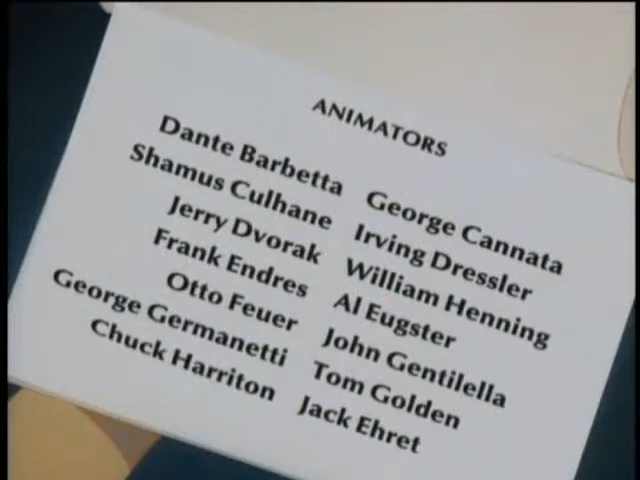 ANIMATORS
Dante Barbetta George Cannata
Shamus Culhane Irving Dressler
Jerry Dvorak William Henning
Frank Endres Al Eugster
Otto Feuer John Gentilella
George Germanetti Tom Golden
Chuck Harriton Jack Ehret